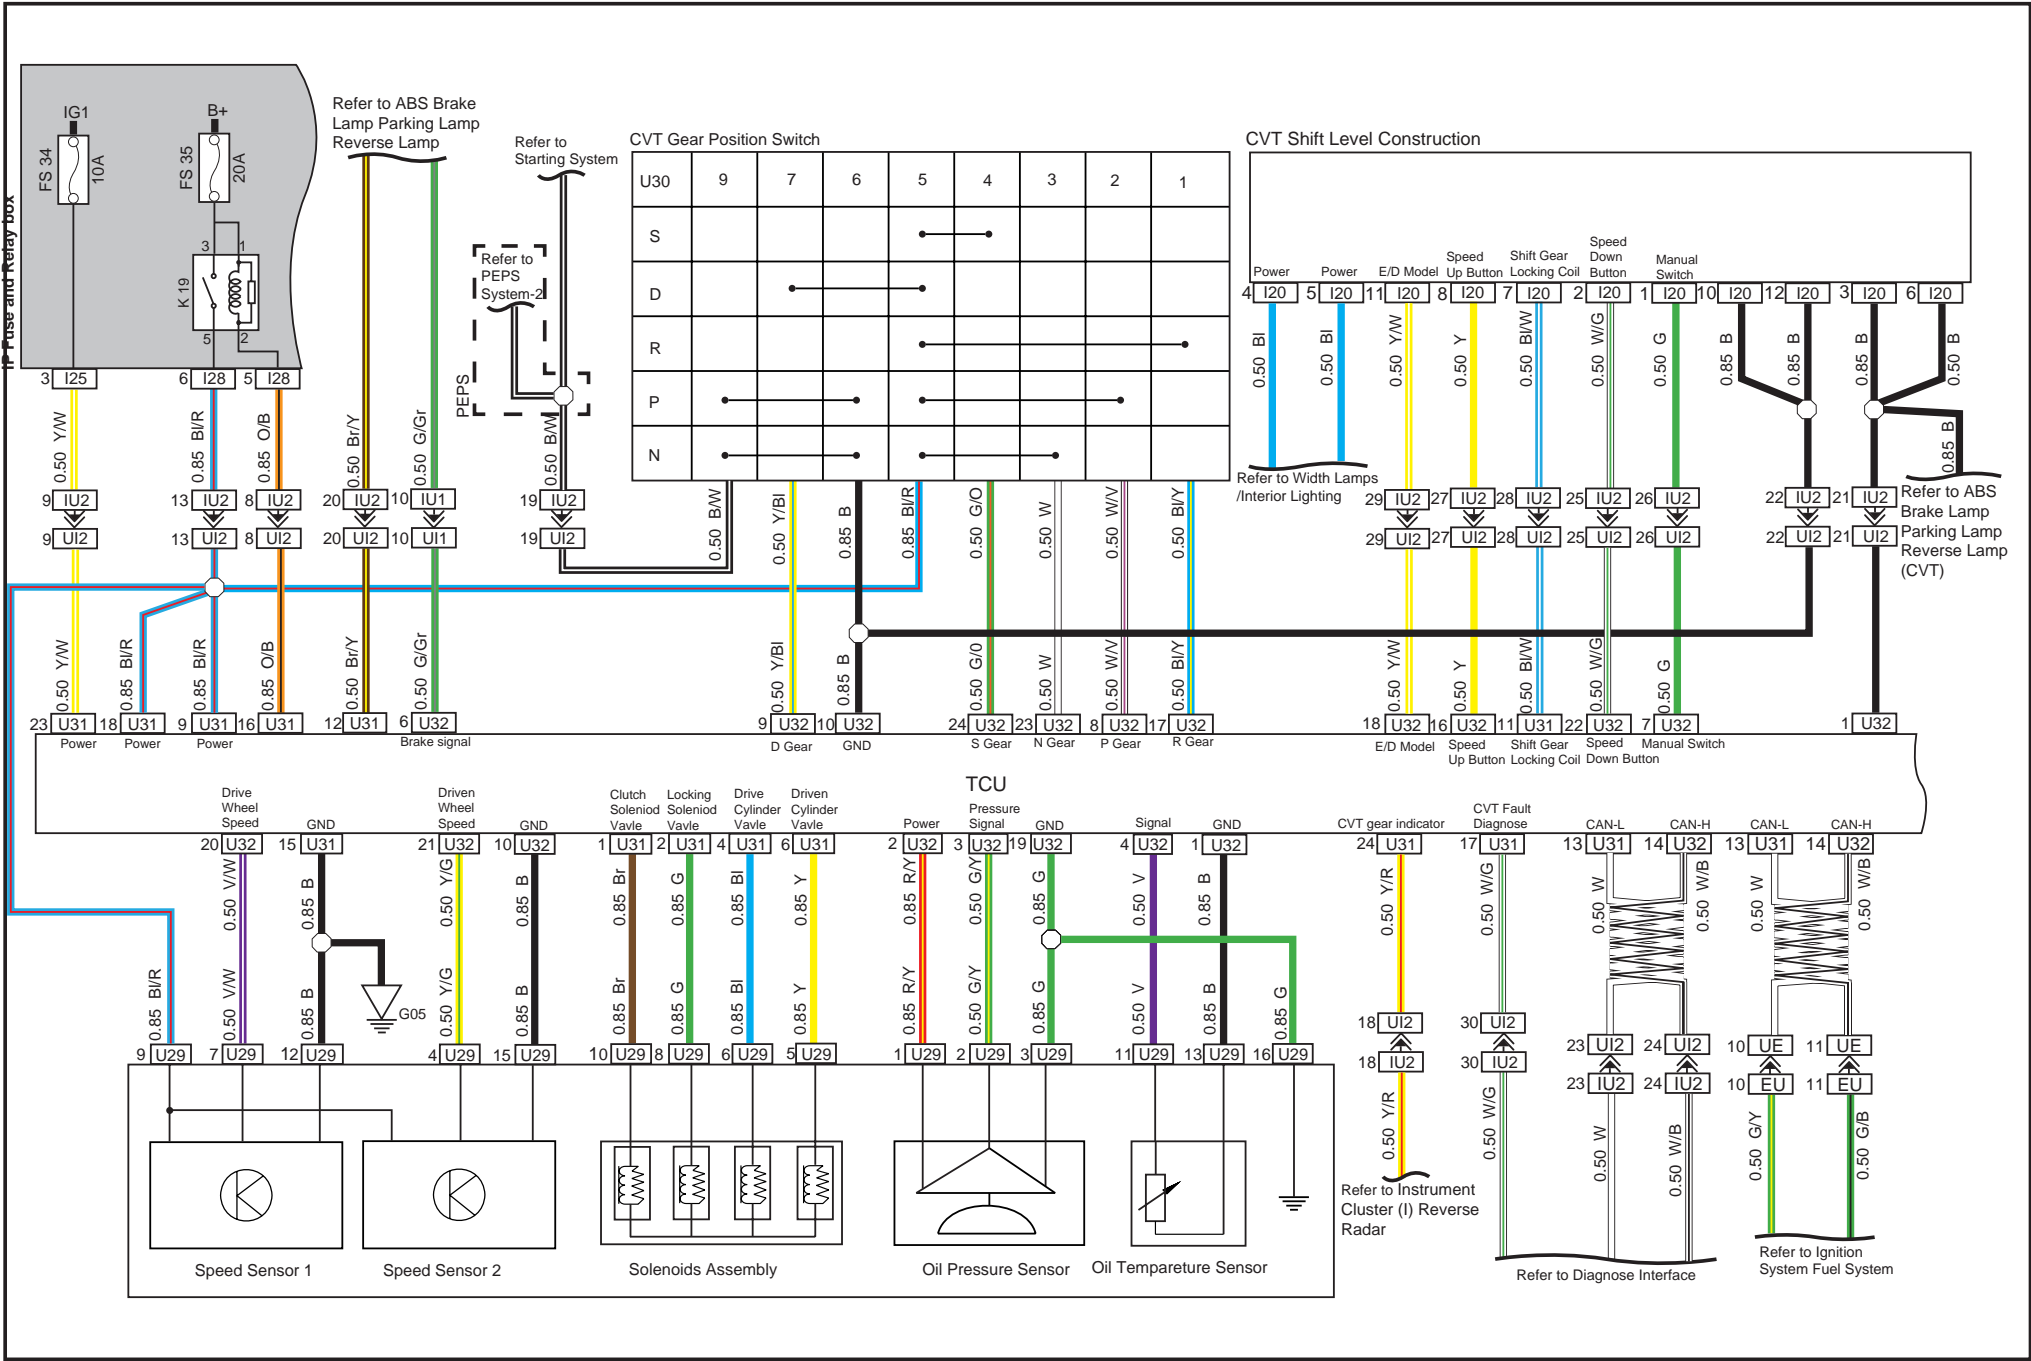 IP Fuse and Relay box
IG1
FS 34
10A
B+
FS 35
20A
3
1
K 19
5
2
Refer to ABS Brake
Lamp Parking Lamp
Reverse Lamp
Refer to
Starting System
Refer to
PEPS
System-2
PEPS
CVT Gear Position Switch
U30 9 7 6 5 4 3 2 1
S
D
R
P
N
CVT Shift Level Construction
Power
Power
E/D Model
Speed
Up Button
Shift Gear
Locking Coil
Speed
Down
Button
Manual
Switch
4 I20
5 I20
11 I20
8 I20
7 I20
2 I20
1 I20
10 I20
12 I20
3 I20
6 I20
0.50 Bl
0.50 Bl
0.50 Y/W
0.50 Y
0.50 Bl/W
0.50 W/G
0.50 G
0.85 B
0.85 B
0.85 B
0.50 B
0.85 B
Refer to Width Lamps
/Interior Lighting
Refer to ABS
Brake Lamp
Parking Lamp
Reverse Lamp
(CVT)
3 I25
6 I28
5 I28
0.50 Y/W
0.85 Bl/R
0.85 O/B
0.50 Br/Y
0.50 G/Gr
0.50 B/W
9 IU2
13 IU2
8 IU2
20 IU2
10 IU1
19 IU2
9 UI2
13 UI2
8 UI2
20 UI2
10 UI1
19 UI2
0.50 B/W
0.50 Y/Bl
0.85 B
0.85 Bl/R
0.50 G/O
0.50 W
0.50 W/V
0.50 Bl/Y
29 IU2
27 IU2
28 IU2
25 IU2
26 IU2
22 IU2
21 IU2
29 UI2
27 UI2
28 UI2
25 UI2
26 UI2
22 UI2
21 UI2
0.50 Y/W
0.85 Bl/R
0.85 Bl/R
0.85 O/B
0.50 Br/Y
0.50 G/Gr
0.50 Y/Bl
0.85 B
0.50 G/0
0.50 W
0.50 W/V
0.50 Bl/Y
0.50 Y/W
0.50 Y
0.50 Bl/W
0.50 W/G
0.50 G
23 U31
18 U31
9 U31
16 U31
12 U31
6 U32
9 U32
10 U32
24 U32
23 U32
8 U32
17 U32
18 U32
16 U32
11 U31
22 U32
7 U32
1 U32
Power
Power
Power
Brake signal
D Gear
GND
S Gear
N Gear
P Gear
R Gear
E/D Model
Speed
Up Button
Shift Gear
Locking Coil
Speed
Down Button
Manual Switch
TCU
Drive
Wheel
Speed
GND
Driven
Wheel
Speed
GND
Clutch
Soleniod
Vavle
Locking
Soleniod
Vavle
Drive
Cylinder
Vavle
Driven
Cylinder
Vavle
Power
Pressure
Signal
GND
Signal
GND
CVT gear indicator
CVT Fault
Diagnose
CAN-L
CAN-H
CAN-L
CAN-H
20 U32
15 U31
21 U32
10 U32
1 U31
2 U31
4 U31
6 U31
2 U32
3 U32
19 U32
4 U32
1 U32
24 U31
17 U31
13 U31
14 U32
13 U31
14 U32
0.50 V/W
0.85 B
0.50 Y/G
0.85 B
0.85 Br
0.85 G
0.85 Bl
0.85 Y
0.85 R/Y
0.50 G/Y
0.85 G
0.50 V
0.85 B
0.50 Y/R
0.50 W/G
0.50 W
0.50 W/B
0.50 W
0.50 W/B
G05
0.85 Bl/R
0.50 V/W
0.85 B
0.50 Y/G
0.85 B
0.85 Br
0.85 G
0.85 Bl
0.85 Y
0.85 R/Y
0.50 G/Y
0.85 G
0.50 V
0.85 B
0.85 G
9 U29
7 U29
12 U29
4 U29
15 U29
10 U29
8 U29
6 U29
5 U29
1 U29
2 U29
3 U29
11 U29
13 U29
16 U29
18 UI2
30 UI2
23 UI2
24 UI2
10 UE
11 UE
18 IU2
30 IU2
23 IU2
24 IU2
10 EU
11 EU
0.50 Y/R
0.50 W/G
0.50 W
0.50 W/B
0.50 G/Y
0.50 G/B
Refer to Instrument
Cluster (I) Reverse
Radar
Refer to Diagnose Interface
Refer to Ignition
System Fuel System
Speed Sensor 1
Speed Sensor 2
Solenoids Assembly
Oil Pressure Sensor
Oil Tempareture Sensor